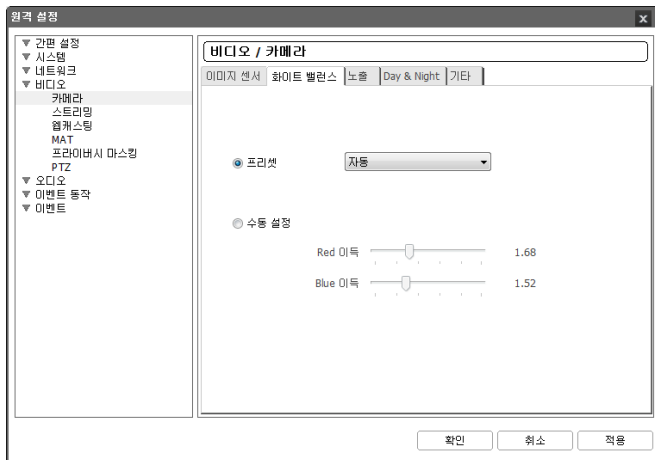 원격 설정
x
간편 설정
시스템
네트워크
비디오
카메라
스트리밍
웹캐스팅
MAT
프라이버시 마스킹
PTZ
오디오
이벤트 동작
이벤트
비디오 / 카메라
이미지 센서 화이트 밸런스 노출 Day & Night 기타
프리셋 자동
수동 설정
Red 이득 1.68
Blue 이득 1.52
확인 취소 적용